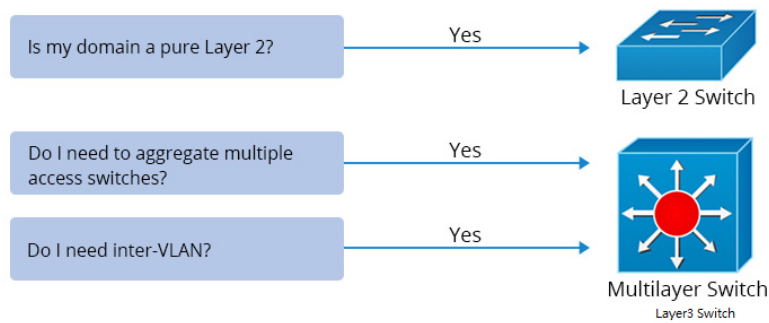 Is my domain a pure Layer 2?
Yes
Layer 2 Switch
Do I need to aggregate multiple
access switches?
Yes
Do I need inter-VLAN?
Yes
Multilayer Switch
Layer3 Switch